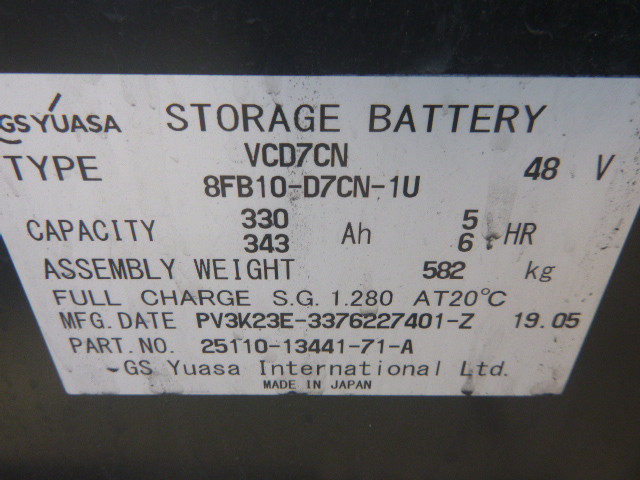 GS YUASA STORAGE BATTERY
TYPE VCD7CN 48 V
8FB10-D7CN-1U
CAPACITY 330 Ah 5 HR
343 6
ASSEMBLY WEIGHT 582 kg
FULL CHARGE S.G. 1.280 AT20°C
MFG. DATE PV3K23E-3376227401-Z 19.05
PART. NO. 25110-13441-71-A
GS Yuasa International Ltd.
MADE IN JAPAN